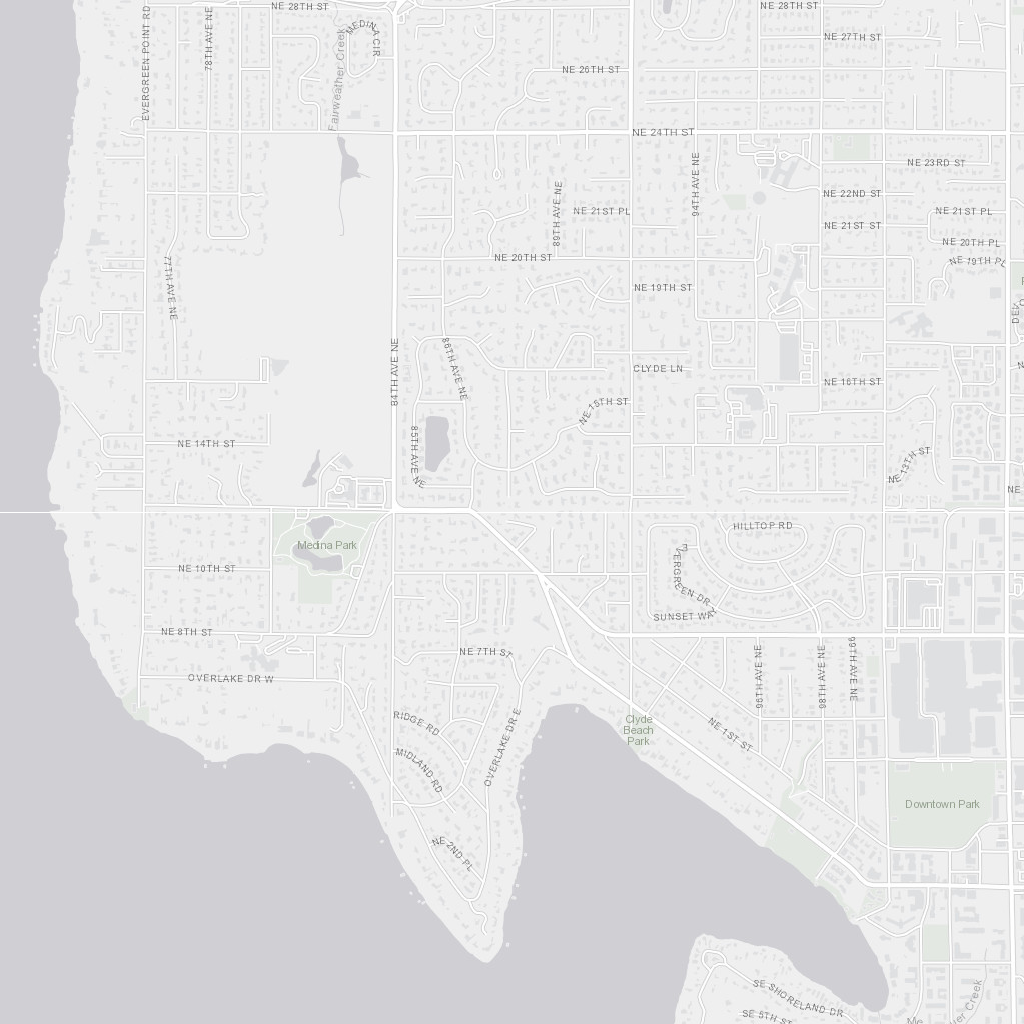 NE 28TH ST
NE 28TH ST
EVERGREEN POINT RD
78TH AVE NE
MEDINA CIR
Fairweather Creek
NE 27TH ST
NE 26TH ST
NE 24TH ST
NE 23RD ST
94TH AVE NE
NE 22ND ST
89TH AVE NE
NE 21ST PL
NE 21ST PL
NE 21ST ST
NE 20TH PL
NE 20TH ST
NE 19TH PL
77TH AVE NE
NE 19TH ST
84TH AVE NE
86TH AVE NE
CLYDE LN
NE 16TH ST
NE 15TH ST
NE 14TH ST
85TH AVE NE
NE 13TH ST
NE
HILLTOP RD
Medina Park
NE 10TH ST
EVERGREEN DR
SUNSET WAY
NE 8TH ST
NE 7TH ST
96TH AVE NE
98TH AVE NE
99TH AVE NE
OVERLAKE DR W
RIDGE RD
OVERLAKE DR E
Clyde
Beach
Park
NE 1ST ST
MIDLAND RD
Downtown Park
NE 2ND PL
SE SHORELAND DR
SE 5TH ST